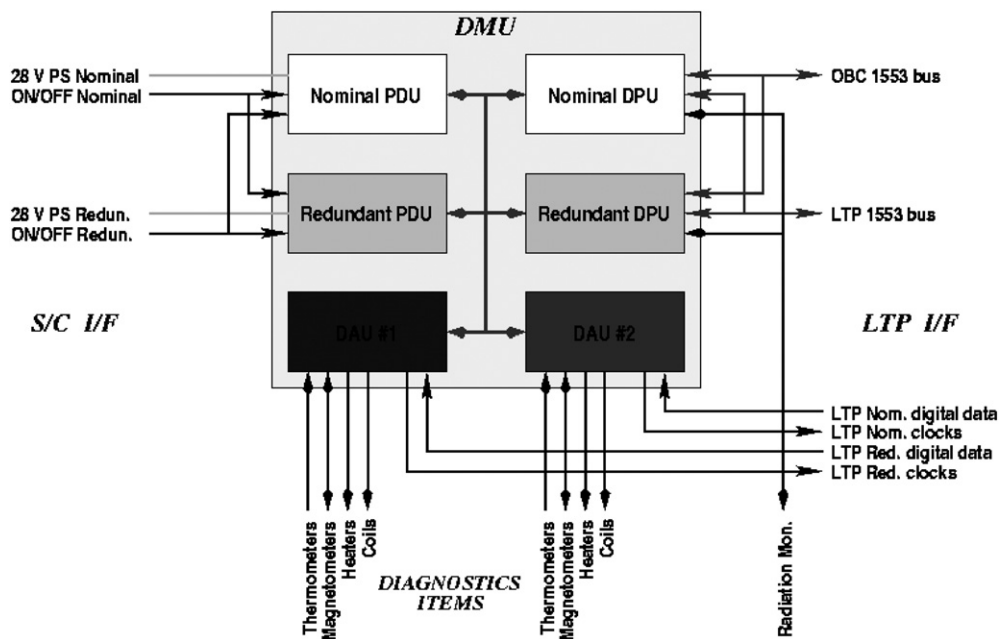 DMU
28 V PS Nominal
ON/OFF Nominal
Nominal PDU
Nominal DPU
OBC 1553 bus
28 V PS Redun.
ON/OFF Redun.
Redundant PDU
Redundant DPU
LTP 1553 bus
S/C I/F
DAU #1
DAU #2
LTP I/F
LTP Nom. digital data
LTP Nom. clocks
LTP Red. digital data
LTP Red. clocks
Thermometers
Magnetometers
Heaters
Coils
DIAGNOSTICS
ITEMS
Thermometers
Magnetometers
Heaters
Coils
Radiation Mon.